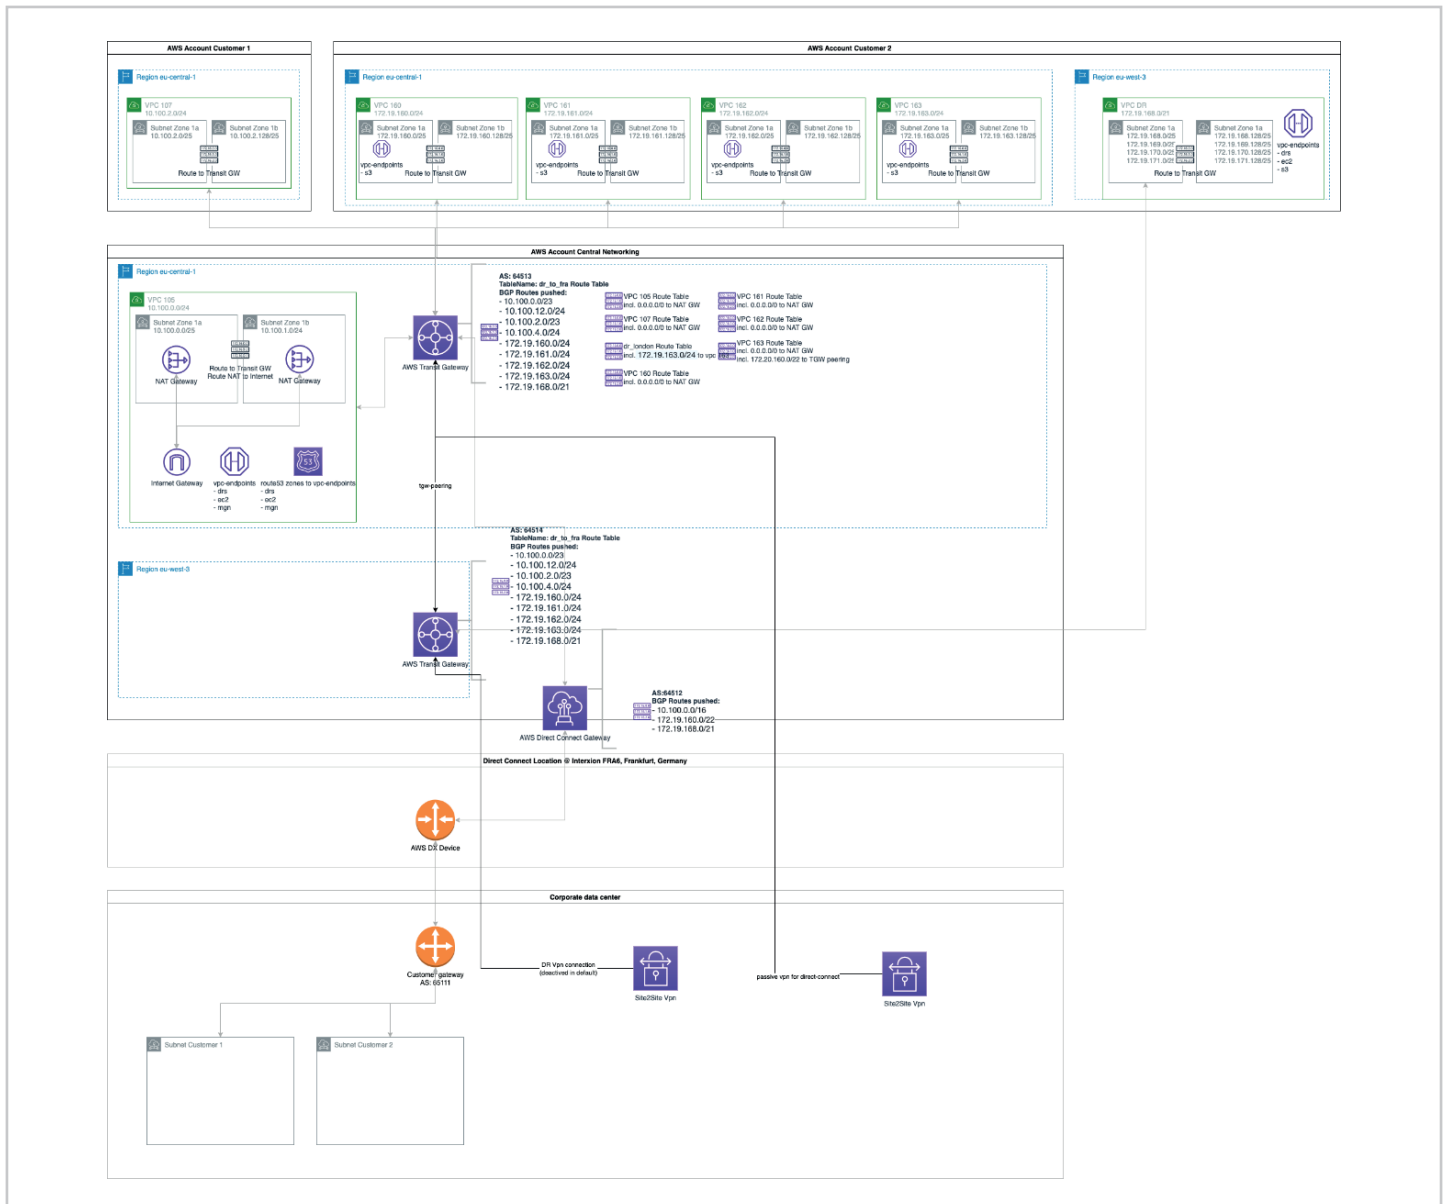 AWS Account Customer 1
Region eu-central-1
VPC 107
10.100.2.0/24
Subnet Zone 1a
10.100.2.0/25
Subnet Zone 1b
10.100.2.128/25
Route to Transit GW
AWS Account Customer 2
Region eu-central-1
VPC 160
172.19.160.0/24
Subnet Zone 1a
172.19.160.0/25
Subnet Zone 1b
172.19.160.128/25
vpc-endpoints
- s3
Route to Transit GW
VPC 161
172.19.161.0/24
Subnet Zone 1a
172.19.161.0/25
Subnet Zone 1b
172.19.161.128/25
vpc-endpoints
- s3
Route to Transit GW
VPC 162
172.19.162.0/24
Subnet Zone 1a
172.19.162.0/25
Subnet Zone 1b
172.19.162.128/25
vpc-endpoints
- s3
Route to Transit GW
VPC 163
172.19.163.0/24
Subnet Zone 1a
172.19.163.0/25
Subnet Zone 1b
172.19.163.128/25
vpc-endpoints
- s3
Route to Transit GW
Region eu-west-3
VPC DR
172.19.168.0/21
Subnet Zone 1a
172.19.168.0/25
172.19.169.0/25
172.19.170.0/25
172.19.171.0/25
Subnet Zone 1a
172.19.168.128/25
172.19.169.128/25
172.19.170.128/25
172.19.171.128/25
Route to Transit GW
vpc-endpoints
- drs
- ec2
- s3
AWS Account Central Networking
Region eu-central-1
VPC 105
10.100.0.0/24
Subnet Zone 1a
10.100.0.0/25
Subnet Zone 1b
10.100.1.0/24
NAT Gateway
Route to Transit GW
Route NAT to Internet
NAT Gateway
Internet Gateway
vpc-endpoints
- drs
- ec2
- mgn
route53 zones to vpc-endpoints
- drs
- ec2
- mgn
AWS Transit Gateway
AS: 64513
TableName: dr_to_fra Route Table
BGP Routes pushed:
- 10.100.0.0/23
- 10.100.12.0/24
- 10.100.2.0/23
- 10.100.4.0/24
- 172.19.160.0/24
- 172.19.161.0/24
- 172.19.162.0/24
- 172.19.163.0/24
- 172.19.168.0/21
VPC 105 Route Table
incl. 0.0.0.0/0 to NAT GW
VPC 107 Route Table
incl. 0.0.0.0/0 to NAT GW
dr_london Route Table
incl. 172.19.163.0/24 to vpc
VPC 160 Route Table
incl. 0.0.0.0/0 to NAT GW
VPC 161 Route Table
incl. 0.0.0.0/0 to NAT GW
VPC 162 Route Table
incl. 0.0.0.0/0 to NAT GW
VPC 163 Route Table
incl. 0.0.0.0/0 to NAT GW
incl. 172.20.160.0/22 to TGW peering
tgw-peering
Region eu-west-3
AWS Transit Gateway
AS: 64514
TableName: dr_to_fra Route Table
BGP Routes pushed:
- 10.100.0.0/23
- 10.100.12.0/24
- 10.100.2.0/23
- 10.100.4.0/24
- 172.19.160.0/24
- 172.19.161.0/24
- 172.19.162.0/24
- 172.19.163.0/24
- 172.19.168.0/21
AWS Direct Connect Gateway
AS:64512
BGP Routes pushed:
- 10.100.0.0/16
- 172.19.160.0/22
- 172.19.168.0/21
Direct Connect Location @ Interxion FRA6, Frankfurt, Germany
AWS DX Device
Corporate data center
Customer gateway
AS: 65111
DR Vpn connection
(deactived in default)
Site2Site Vpn
passive vpn for direct-connect
Site2Site Vpn
Subnet Customer 1
Subnet Customer 2